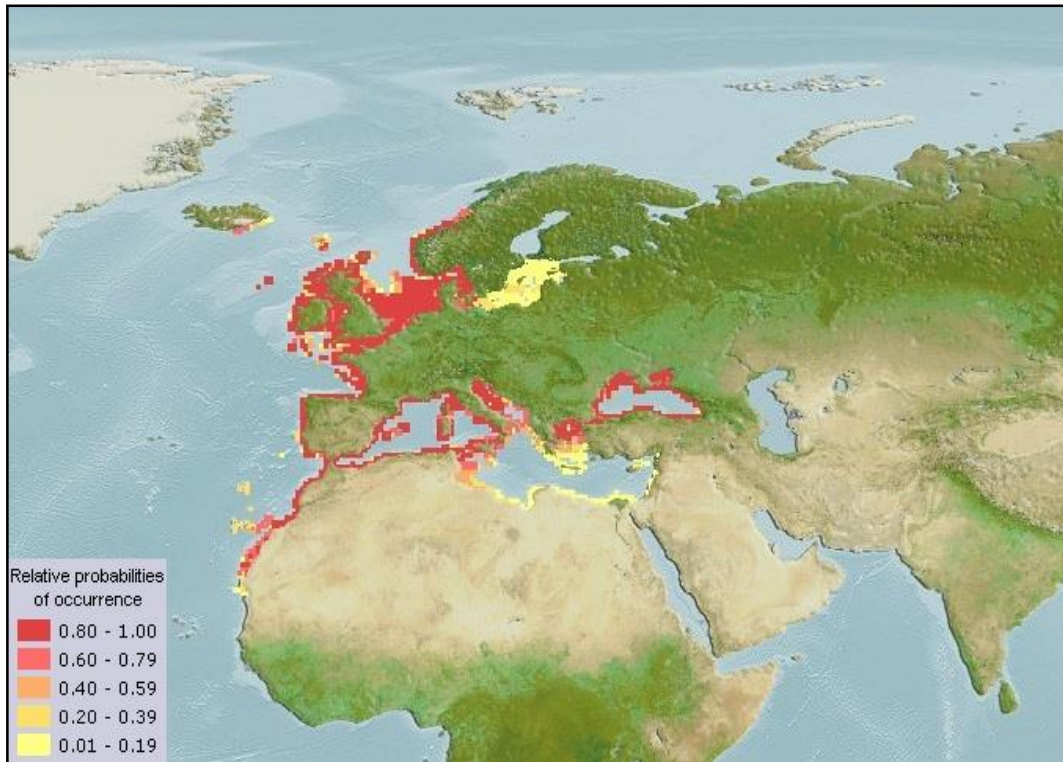 Relative probabilities
of occurrence
0.80 - 1.00
0.60 - 0.79
0.40 - 0.59
0.20 - 0.39
0.01 - 0.19